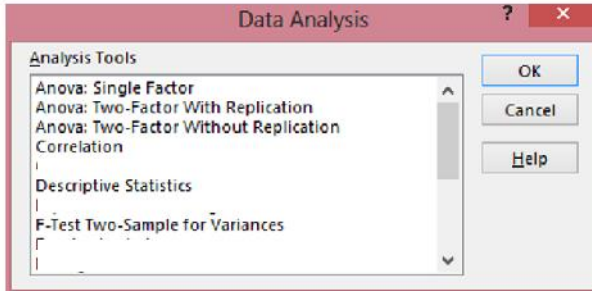 Data Analysis
? ×
Analysis Tools
Anova: Single Factor
Anova: Two-Factor With Replication
Anova: Two-Factor Without Replication
Correlation
Descriptive Statistics
F-Test Two-Sample for Variances
OK
Cancel
Help